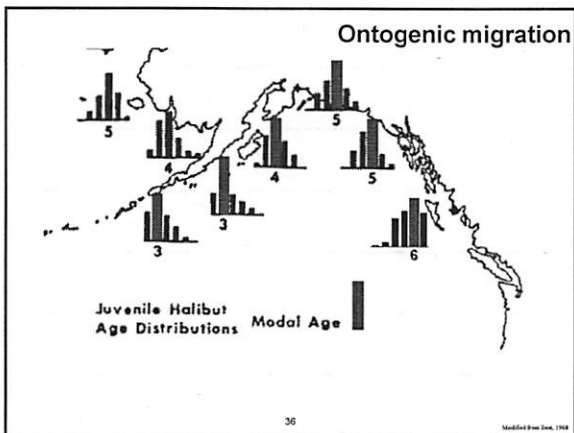 Ontogenic migration
5
5
4
4
5
3
3
6
Juvenile Halibut
Age Distributions
Modal Age
36
Modified from Best, 1968